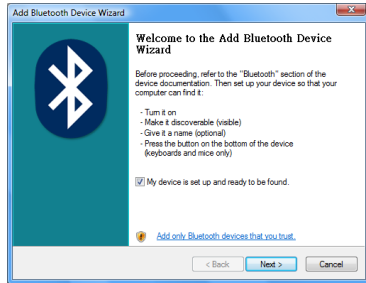 Add Bluetooth Device Wizard
Welcome to the Add Bluetooth Device
Wizard
Before proceeding, refer to the "Bluetooth" section of the
device documentation. Then set up your device so that your
computer can find it:
- Turn it on
- Make it discoverable (visible)
- Give it a name (optional)
- Press the button on the bottom of the device
(keyboards and mice only)
My device is set up and ready to be found.
Add only Bluetooth devices that you trust.
< Back Next > Cancel